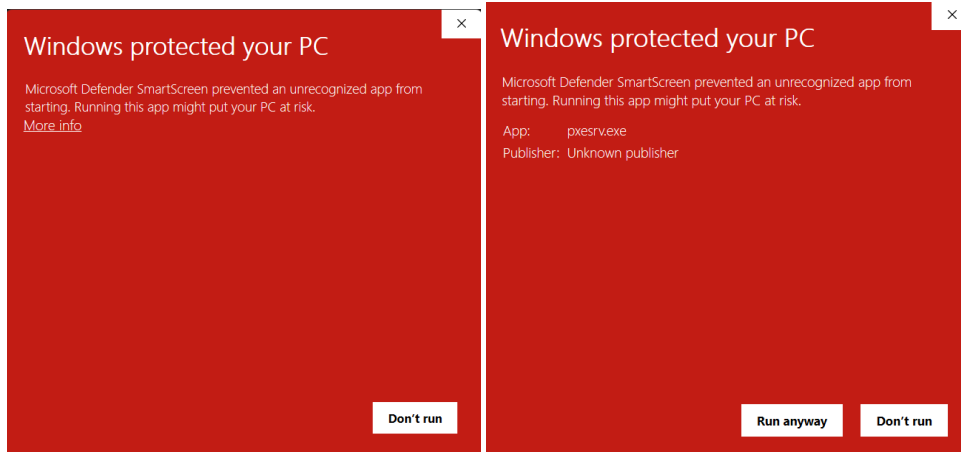 Windows protected your PC
Microsoft Defender SmartScreen prevented an unrecognized app from
starting. Running this app might put your PC at risk.
More info
Don't run
Windows protected your PC
Microsoft Defender SmartScreen prevented an unrecognized app from
starting. Running this app might put your PC at risk.
App: pxesrv.exe
Publisher: Unknown publisher
Run anyway Don't run